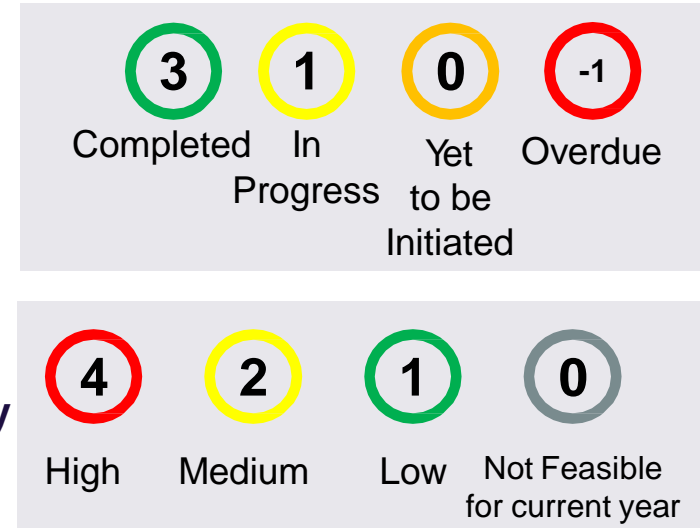 3 1 0 -1
Completed In Progress Yet to be Initiated Overdue
4 2 1 0
y
High Medium Low Not Feasible for current year